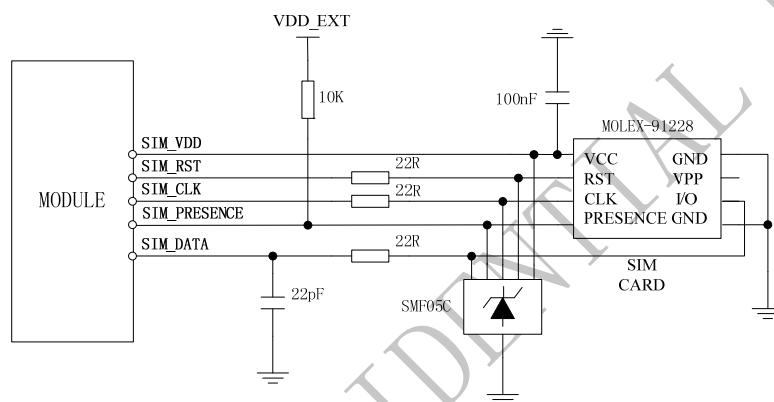 VDD_EXT
10K
100nF
MOLEX-91228
SIM_VDD
SIM_RST
22R
SIM_CLK
22R
SIM_PRESENCE
SIM_DATA
22R
MODULE
VCC GND
RST VPP
CLK I/O
PRESENCE GND
SIM
CARD
22pF
SMF05C
IDENTIAL